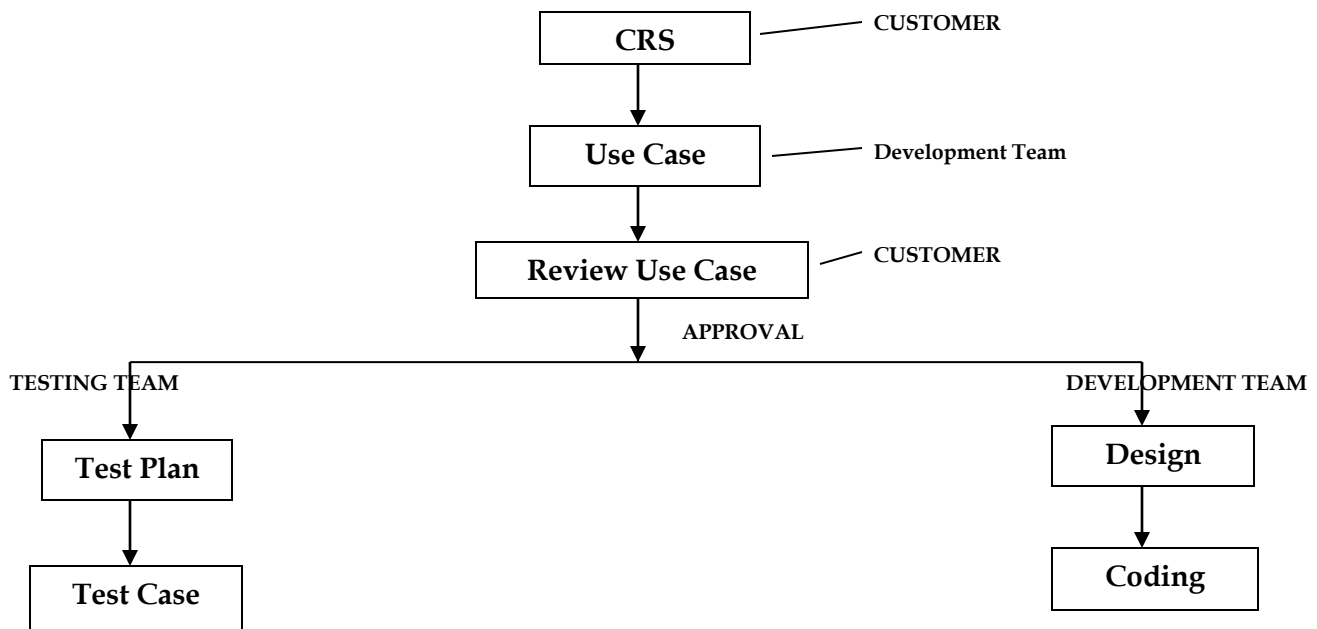 CRS
CUSTOMER
Use Case
Development Team
Review Use Case
CUSTOMER
APPROVAL
TESTING TEAM
DEVELOPMENT TEAM
Test Plan
Design
Test Case
Coding